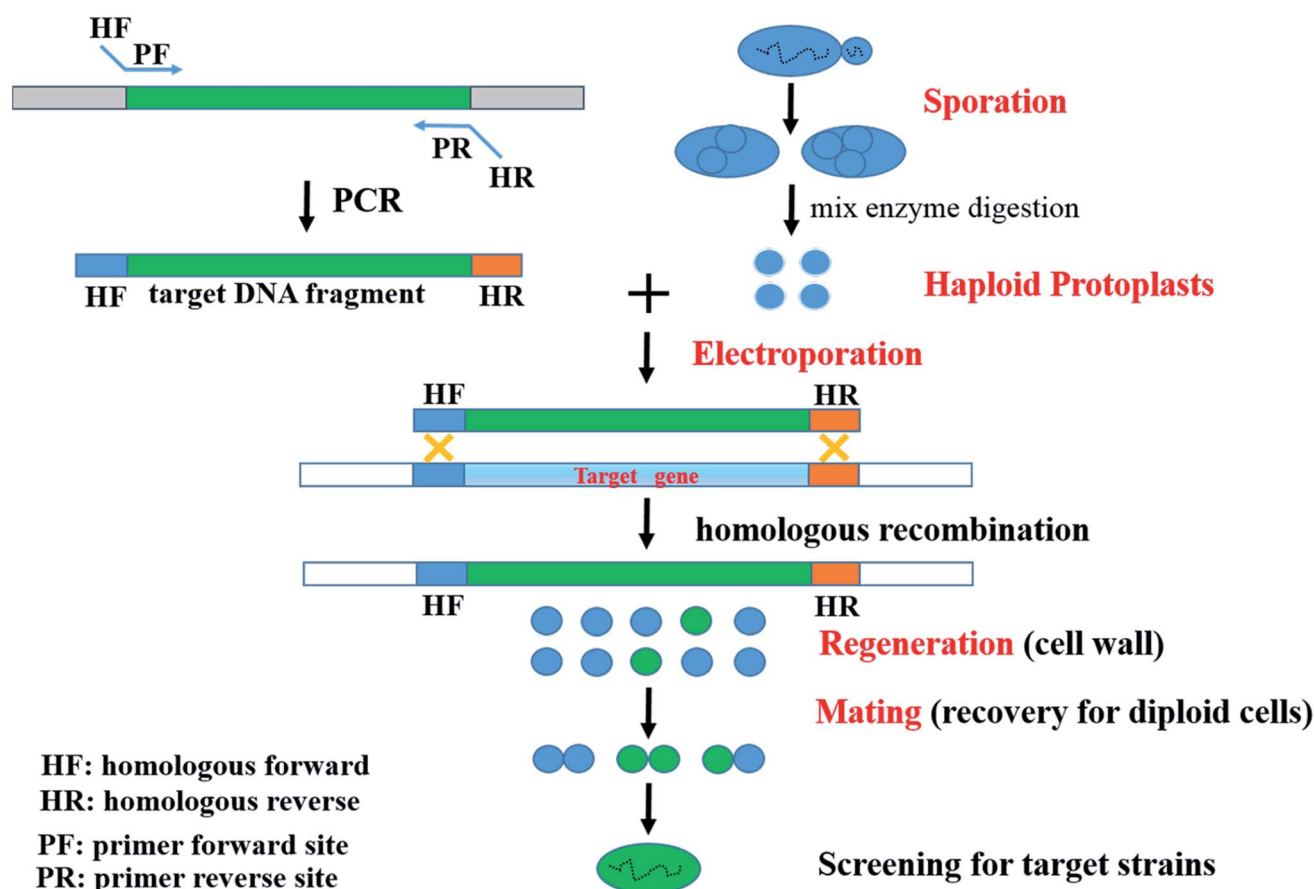 HF
PF
PR
HR
PCR
HF
target DNA fragment
HR
Sporation
mix enzyme digestion
Haploid Protoplasts
Electroporation
HF
HR
Target gene
homologous recombination
HF
HR
Regeneration (cell wall)
Mating (recovery for diploid cells)
HF: homologous forward
HR: homologous reverse
PF: primer forward site
PR: primer reverse site
Screening for target strains